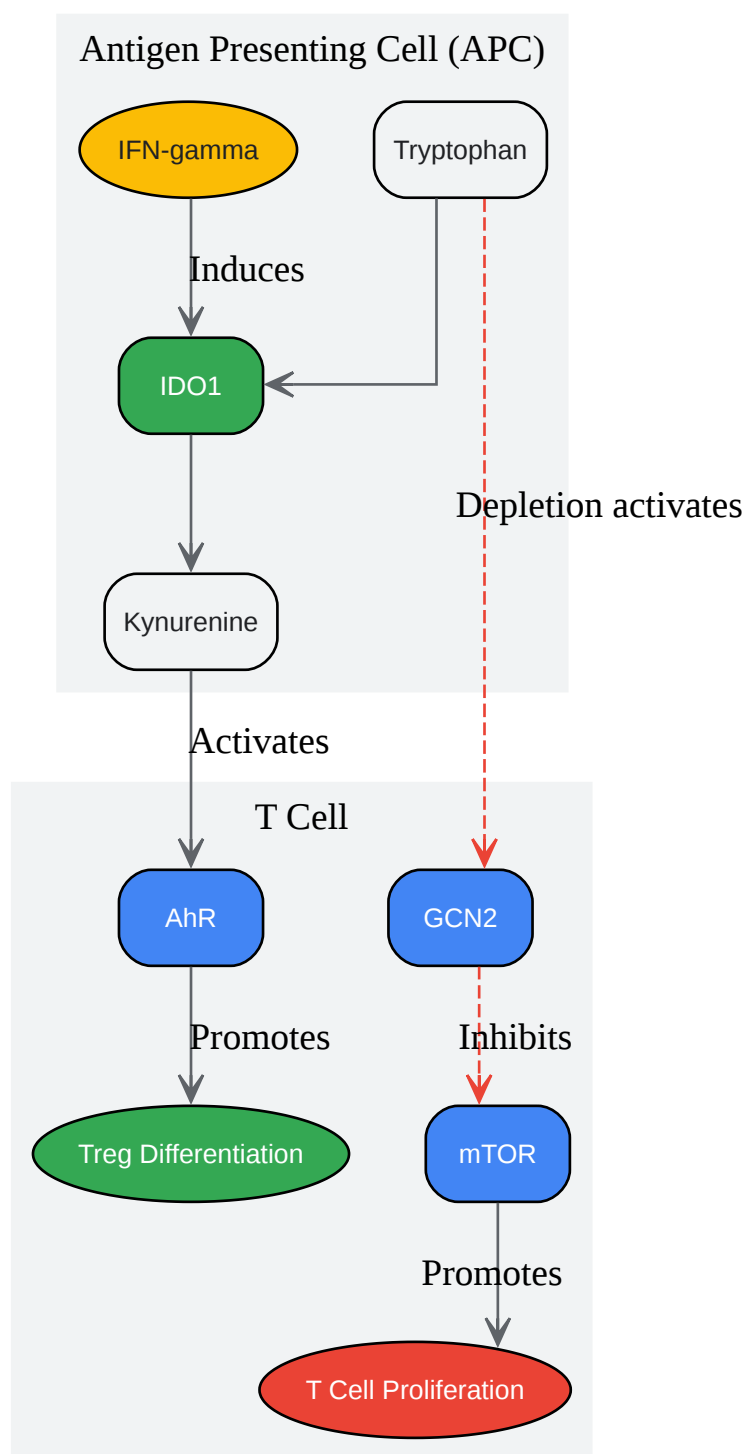 Antigen Presenting Cell (APC)
IFN-gamma
Tryptophan
Induces
IDO1
Depletion activates
Kynurenine
Activates
T Cell
AhR
GCN2
Promotes
Inhibits
Treg Differentiation
mTOR
Promotes
T Cell Proliferation